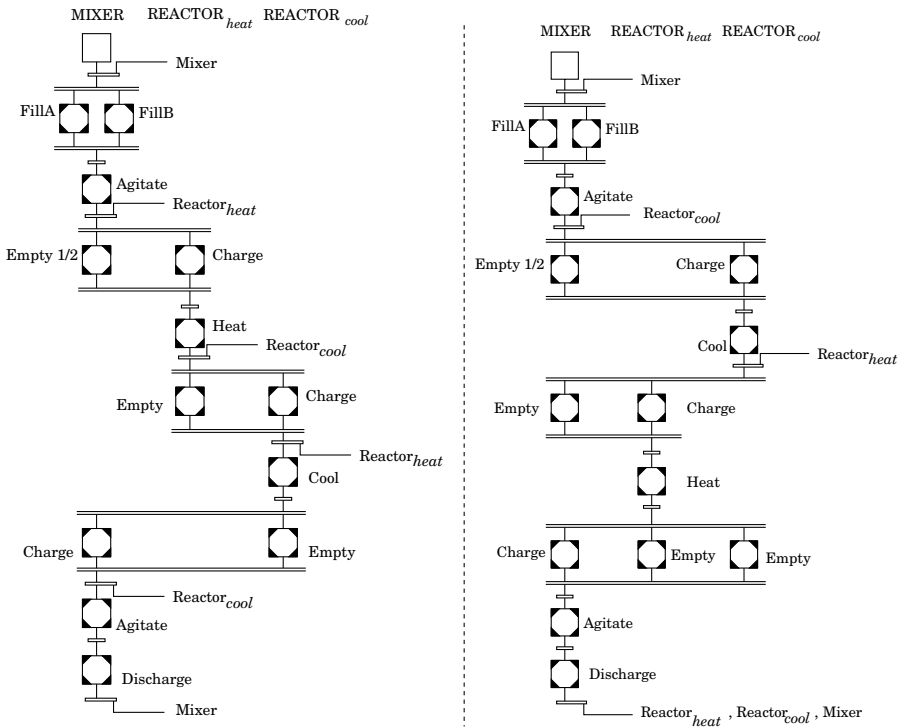 MIXER REACTOR heat REACTOR cool
Mixer
FillA FillB
Agitate
Reactor heat
Empty 1/2 Charge
Heat
Reactor cool
Empty Charge
Reactor heat
Cool
Charge Empty
Reactor cool
Agitate
Discharge
Mixer
MIXER REACTOR heat REACTOR cool
Mixer
FillA FillB
Agitate
Reactor cool
Empty 1/2 Charge
Cool
Reactor heat
Empty Charge
Heat
Charge Empty Empty
Agitate
Discharge
Reactor heat , Reactor cool , Mixer